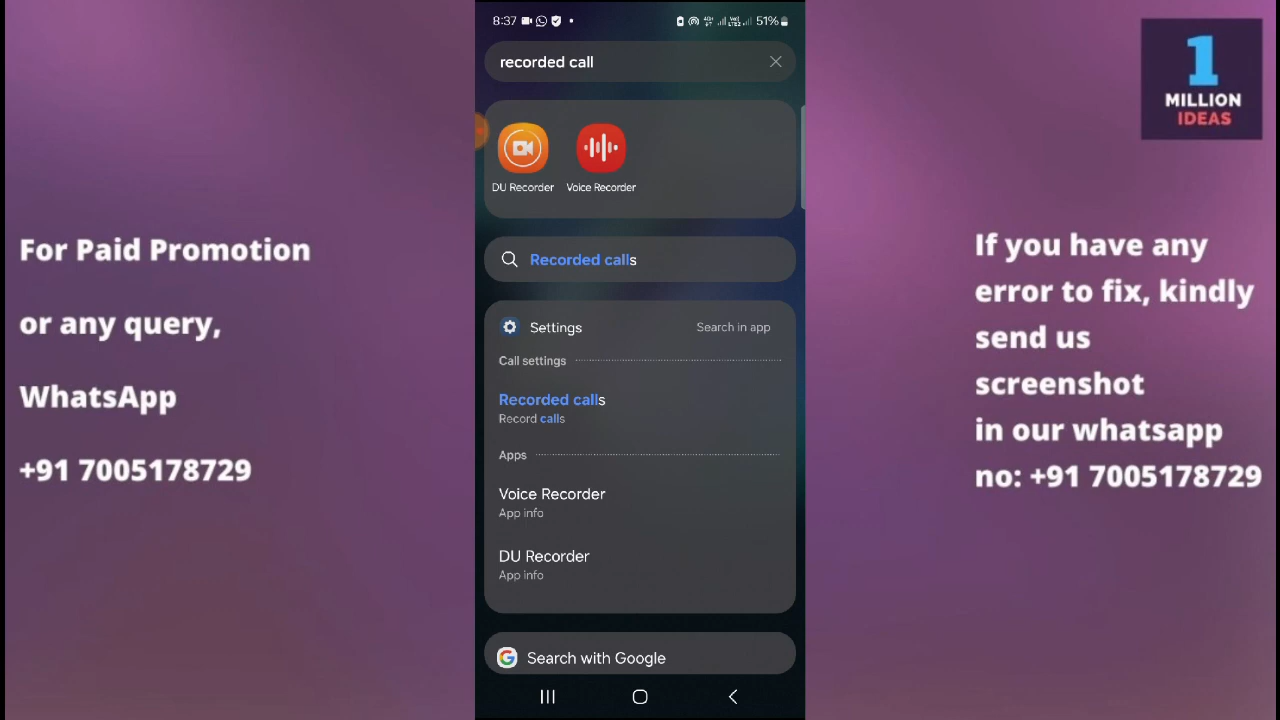 For Paid Promotion
or any query,
WhatsApp
+91 7005178729
8:37
51%
recorded call
DU Recorder
Voice Recorder
Recorded calls
Settings
Search in app
Call settings
Recorded calls
Record calls
Apps
Voice Recorder
App info
DU Recorder
App info
Search with Google
1
MILLION
IDEAS
If you have any
error to fix, kindly
send us
screenshot
in our whatsapp
no: +91 7005178729